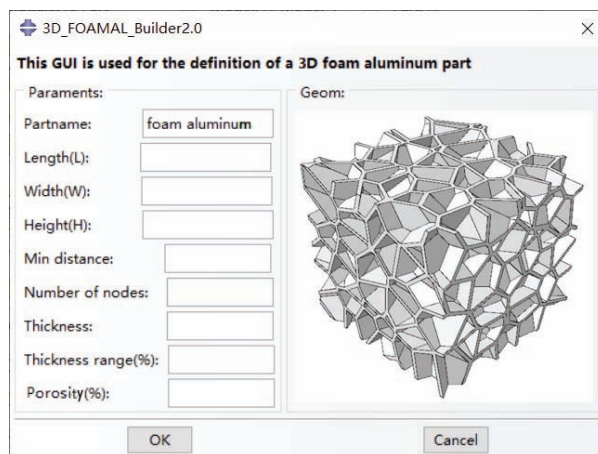 3D_FOAMAL_Builder2.0
This GUI is used for the definition of a 3D foam aluminum part
Paraments:
Geom:
Partname:
foam aluminum
Length(L):
Width(W):
Height(H):
Min distance:
Number of nodes:
Thickness:
Thickness range(%):
Porosity(%):
OK
Cancel